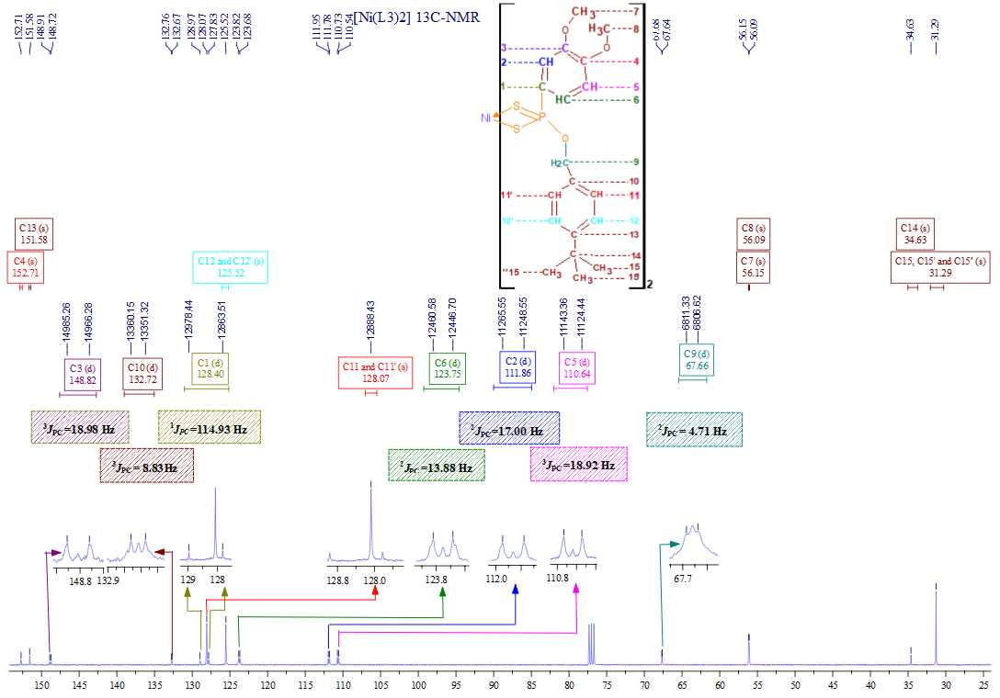 [Ni(L3)2] 13C-NMR
152.71
151.58
148.91
148.72
132.76
132.67
128.97
128.07
127.83
125.52
123.82
123.68
111.95
111.78
110.73
110.54
67.68
67.64
56.15
56.09
34.63
31.29
CH3 7
H3C 8
O
O
3
2 CH C 4
1 C CH 5
HC 6
S
Ni P
S
O
H2C 9
C 10
11' CH CH 11
12' CH CH 12
C 13
C 14
''15 CH3 CH3 15
CH3 15'
2
C13 (s)
151.58
C4 (s)
152.71
C12 and C12' (s)
125.52
C8 (s)
56.09
C7 (s)
56.15
C14 (s)
34.63
C15, C15' and C15'' (s)
31.29
14985.26
14966.28
13360.15
13351.32
12978.44
12863.51
12888.43
12460.58
12446.70
11265.55
11248.55
11143.36
11124.44
6811.33
6806.62
C3 (d)
148.82
C10 (d)
132.72
C1 (d)
128.40
C11 and C11' (s)
128.07
C6 (d)
123.75
C2 (d)
111.86
C5 (d)
110.64
C9 (d)
67.66
3JPC=18.98 Hz
1JPC=114.93 Hz
2JPC=17.00 Hz
2JPC= 4.71 Hz
3JPC= 8.83Hz
2JPC=13.88 Hz
3JPC=18.92 Hz
148.8 132.9 129 128 128.8 128.0 123.8 112.0 110.8 67.7
150 145 140 135 130 125 120 115 110 105 100 95 90 85 80 75 70 65 60 55 50 45 40 35 30 25